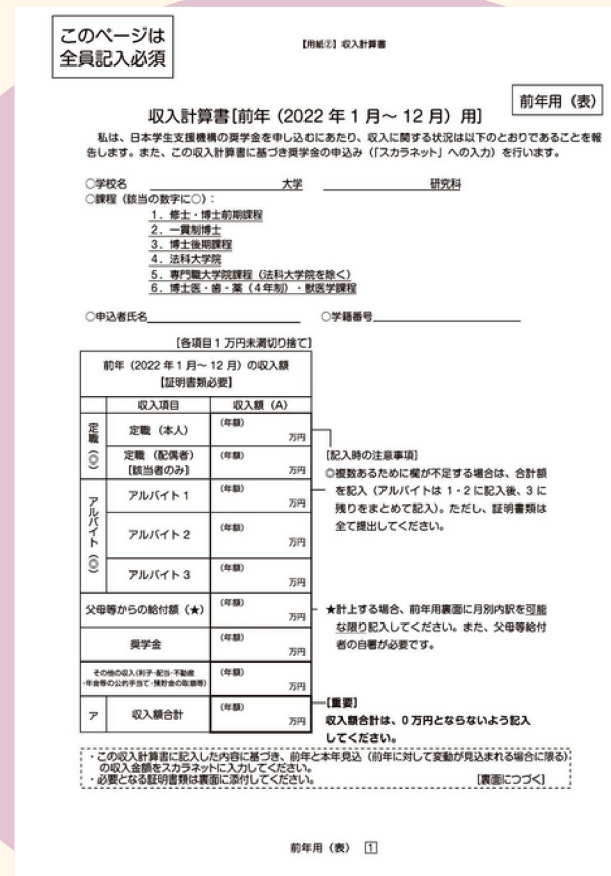 このページは
全員記入必須
【用紙②】収入計算書
前年用（表）
収入計算書[前年（2022 年 1 月～ 12 月）用]
私は、日本学生支援機構の奨学金を申し込むにあたり、収入に関する状況は以下のとおりであることを報
告します。また、この収入計算書に基づき奨学金の申込み（「スカラネット」への入力）を行います。
○学校名 大学 研究科
○課程（該当の数字に○）：
1．修士・博士前期課程
2．一貫制博士
3．博士後期課程
4．法科大学院
5．専門職大学院課程（法科大学院を除く）
6．博士医・歯・薬（4年制）・獣医学課程
○申込者氏名 ○学籍番号
[各項目 1 万円未満切り捨て]
前年（2022 年 1 月～ 12 月）の収入額
【証明書類必要】
収入項目 収入額（A）
定職（◎）
定職（本人） （年額） 万円
定職（配偶者）
[該当者のみ] （年額） 万円
アルバイト（◎）
アルバイト 1 （年額） 万円
アルバイト 2 （年額） 万円
アルバイト 3 （年額） 万円
父母等からの給付額（★） （年額） 万円
奨学金 （年額） 万円
その他の収入(利子･配当･不動産
･年金等の公的手当て･預貯金の取崩等) （年額） 万円
ア 収入額合計 （年額） 万円
[記入時の注意事項]
◎複数あるために欄が不足する場合は、合計額
を記入（アルバイトは 1・2 に記入後、3 に
残りをまとめて記入）。ただし、証明書類は
全て提出してください。
★計上する場合、前年用裏面に月別内訳を可能
な限り記入してください。また、父母等給付
者の自署が必要です。
[重要]
収入額合計は、0 万円とならないよう記入
してください。
・この収入計算書に記入した内容に基づき、前年と本年見込（前年に対して変動が見込まれる場合に限る）
の収入金額をスカラネットに入力してください。
・必要となる証明書類は裏面に添付してください。 [裏面につづく]
前年用（表） 1